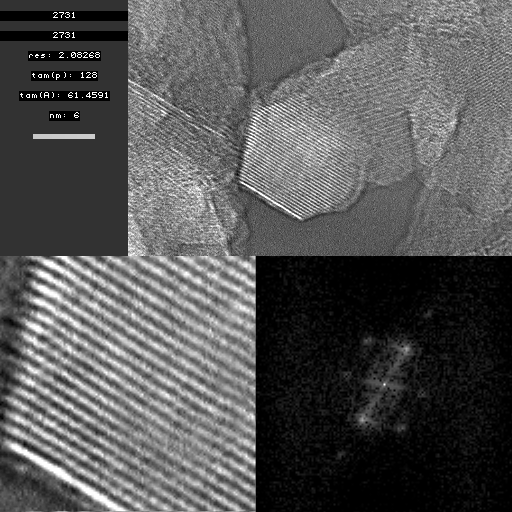 2731
2731
res: 2.08268
tam(p): 128
tam(A): 61.4591
nm: 6